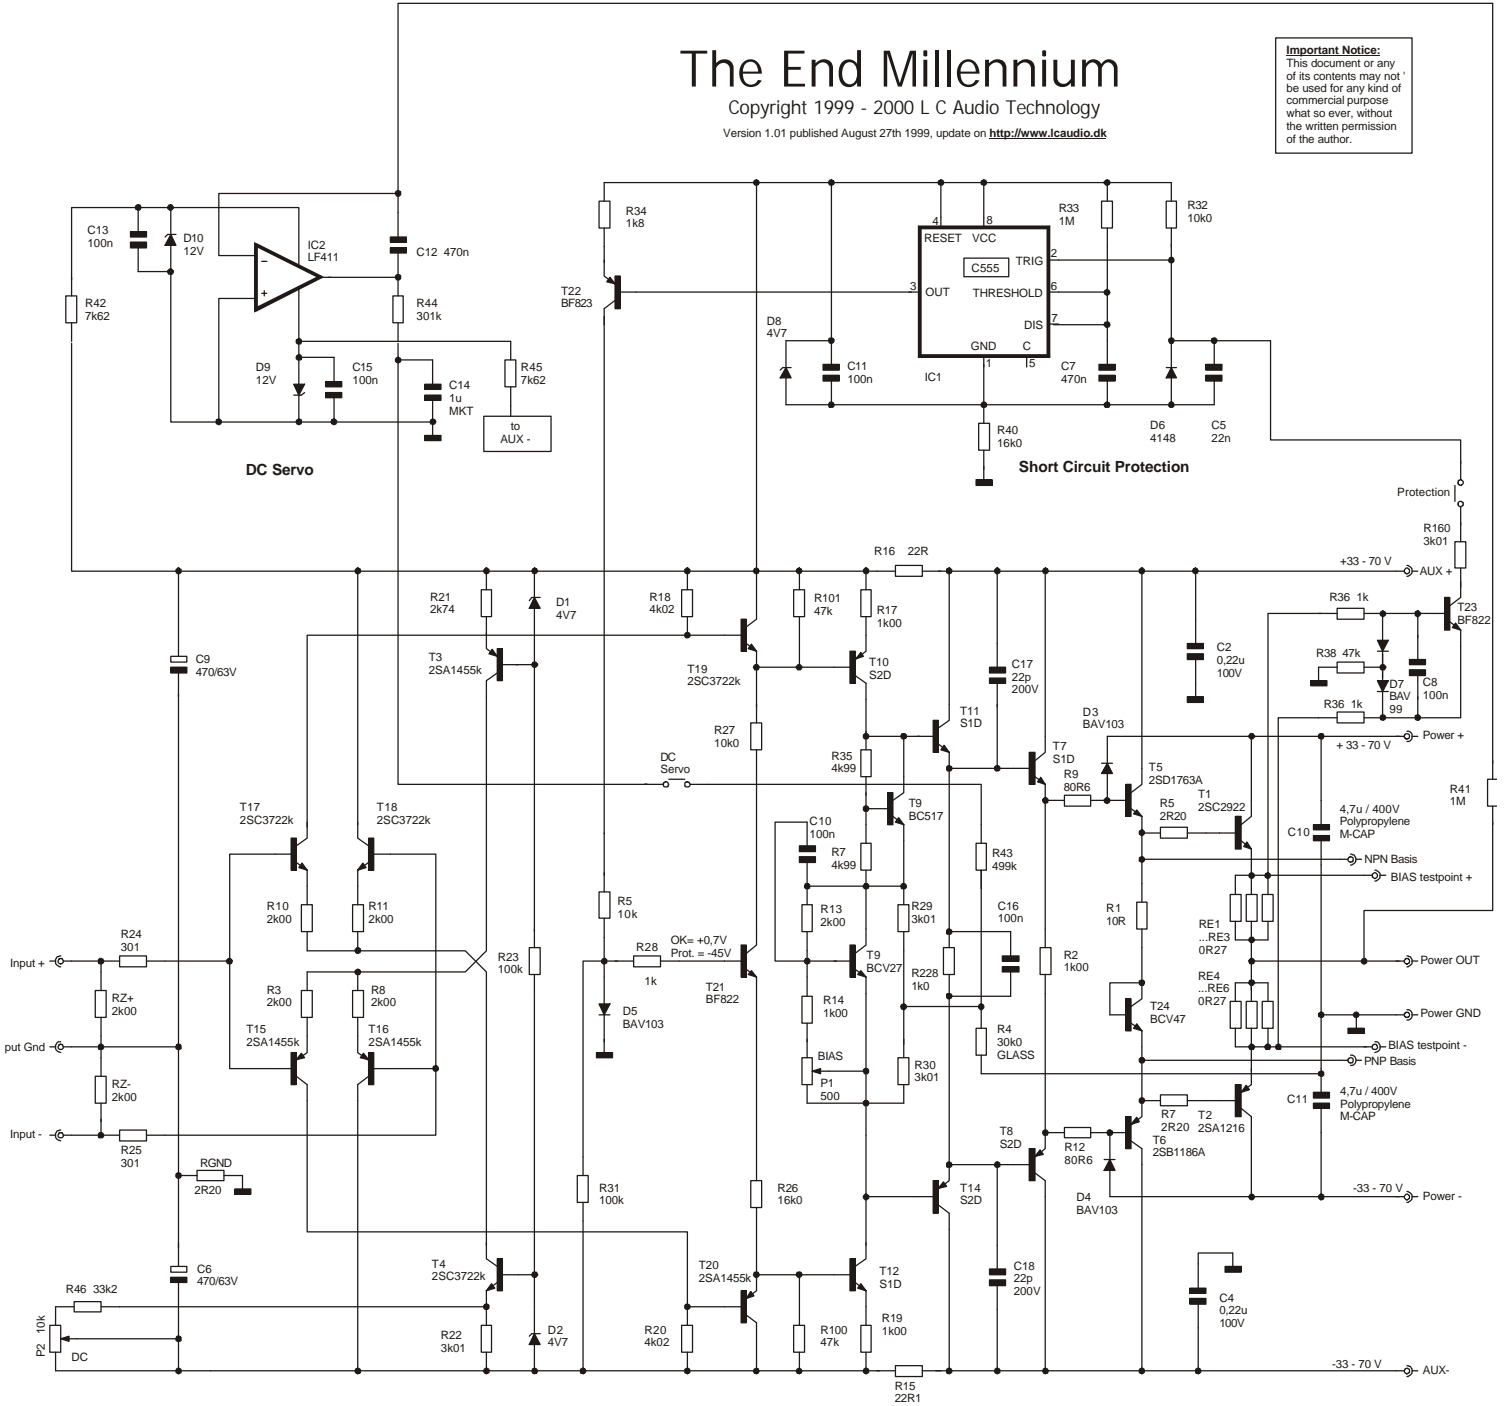 The End Millennium
Copyright 1999 - 2000 L C Audio Technology
Version 1.01 published August 27th 1999, update on http://www.lcaudio.dk
Important Notice:
This document or any
of its contents may not '
be used for any kind of
commercial purpose
what so ever, without
the written permission
of the author.
C13
100n
D10
12V
IC2
LF411
C12 470n
R42
7k62
R44
301k
D9
12V
C15
100n
C14
1u
MKT
R45
7k62
to
AUX -
DC Servo
R34
1k8
T22
BF823
4
8
RESET
VCC
C555
TRIG
2
3
OUT
THRESHOLD
6
DIS
7
GND
C
1
5
IC1
R33
1M
R32
10k0
D8
4V7
C11
100n
C7
470n
D6
4148
C5
22n
R40
16k0
Short Circuit Protection
Protection
R160
3k01
+33 - 70 V
AUX +
R16 22R
R21
2k74
D1
4V7
R18
4k02
R101
47k
R17
1k00
C9
470/63V
T3
2SA1455k
T19
2SC3722k
T10
S2D
C17
22p
200V
C2
0,22u
100V
R36 1k
T23
BF822
R38 47k
D7
BAV
99
C8
100n
R36 1k
Power +
+ 33 - 70 V
R27
10k0
T11
S1D
D3
BAV103
T7
S1D
R9
80R6
T5
2SD1763A
R5
2R20
T1
2SC2922
R41
1M
DC
Servo
R35
4k99
T9
BC517
C10
100n
R7
4k99
R43
499k
C10
4,7u / 400V
Polypropylene
M-CAP
NPN Basis
BIAS testpoint +
T17
2SC3722k
T18
2SC3722k
R10
2k00
R11
2k00
R24
301
Input +
R5
10k
R13
2k00
R29
3k01
C16
100n
R1
10R
RE1
...RE3
0R27
R23
100k
R28
1k
OK= +0,7V
Prot. = -45V
T9
BCV27
R228
1k0
R2
1k00
Power OUT
RE4
...RE6
0R27
RZ+
2k00
R3
2k00
R8
2k00
T21
BF822
D5
BAV103
R14
1k00
T24
BCV47
Power GND
put Gnd
T15
2SA1455k
T16
2SA1455k
R4
30k0
GLASS
BIAS testpoint -
PNP Basis
RZ-
2k00
BIAS
P1
500
R30
3k01
C11
4,7u / 400V
Polypropylene
M-CAP
Input -
R25
301
R7
2R20
T2
2SA1216
T8
S2D
R12
80R6
T6
2SB1186A
RGND
2R20
R31
100k
R26
16k0
T14
S2D
D4
BAV103
-33 - 70 V
Power -
C6
470/63V
T4
2SC3722k
T20
2SA1455k
T12
S1D
C18
22p
200V
C4
0,22u
100V
R46 33k2
P2 10k
DC
R22
3k01
D2
4V7
R20
4k02
R100
47k
R19
1k00
R15
22R1
-33 - 70 V
AUX-